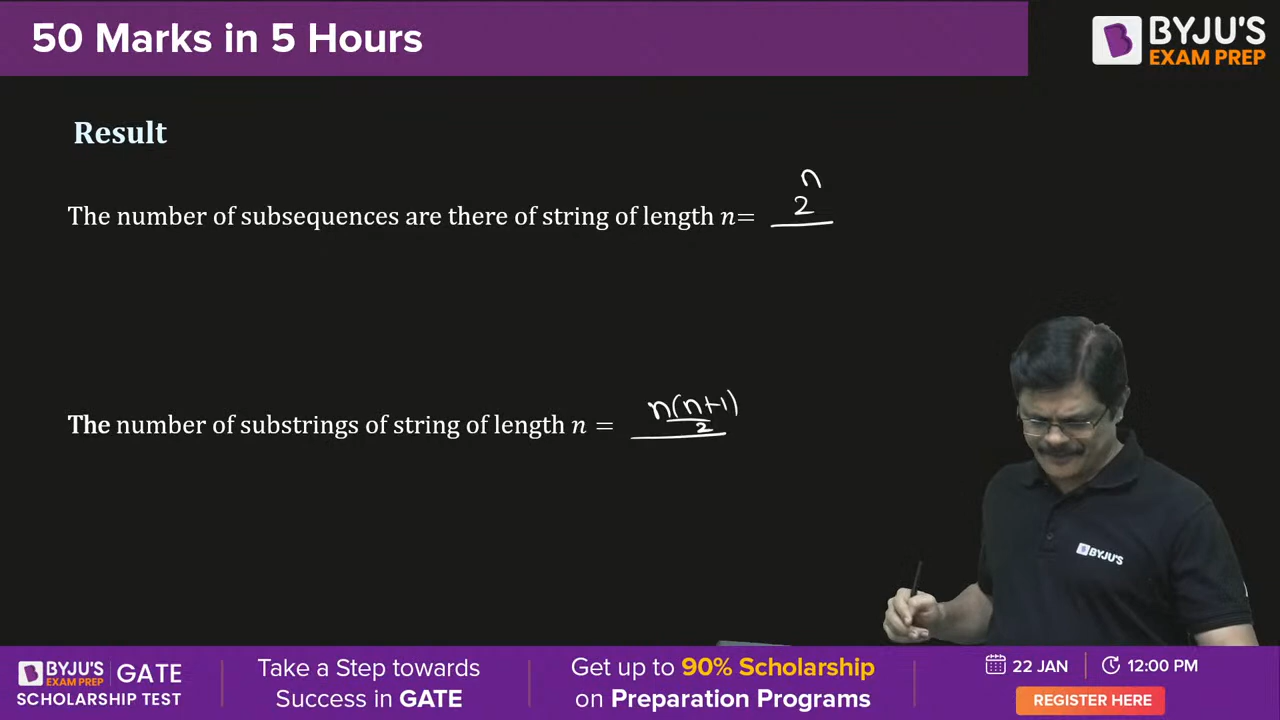 50 Marks in 5 Hours
BYJU'S
EXAM PREP
Result
The number of subsequences are there of string of length n= 2^n
The number of substrings of string of length n = n(n+1)/2
BYJU'S
BYJU'S
EXAM PREP
GATE
SCHOLARSHIP TEST
Take a Step towards
Success in GATE
Get up to 90% Scholarship
on Preparation Programs
22 JAN
12:00 PM
REGISTER HERE